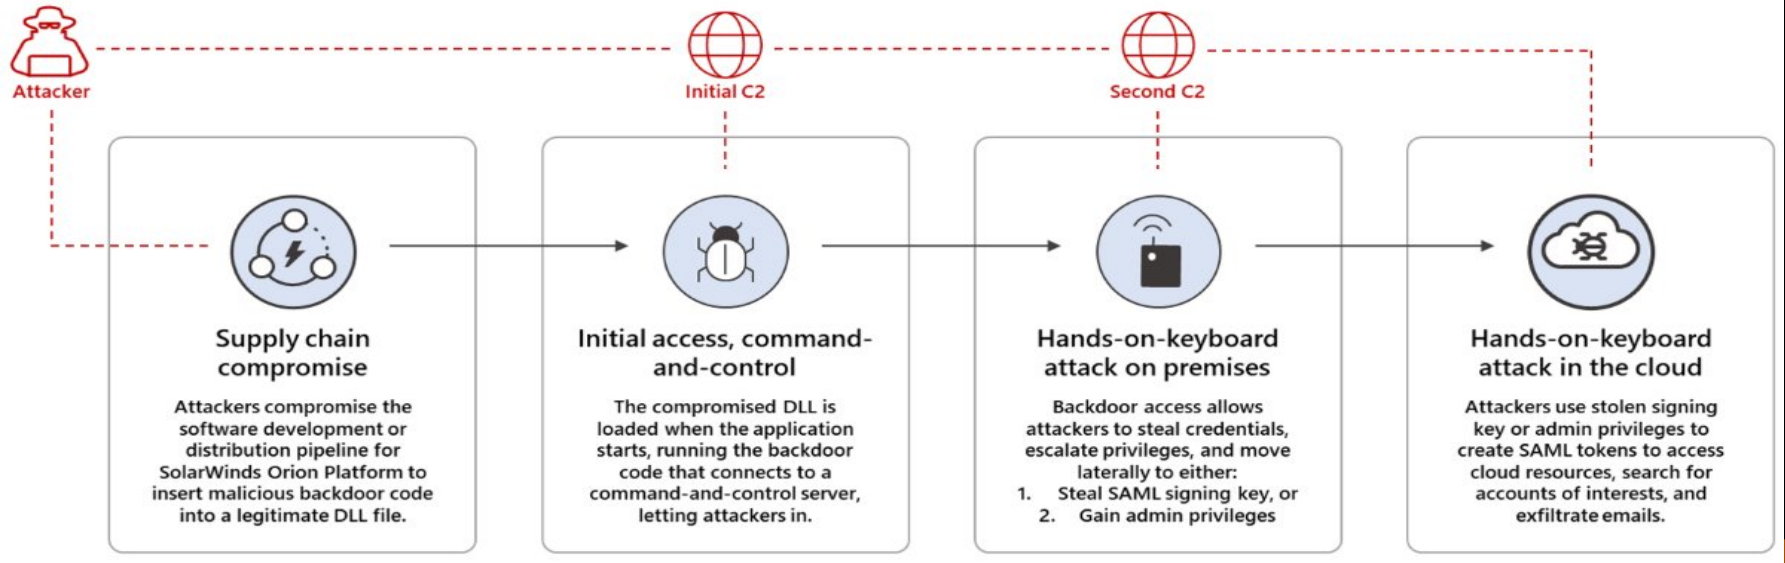 Attacker
Initial C2
Second C2
Supply chain
compromise
Attackers compromise the
software development or
distribution pipeline for
SolarWinds Orion Platform to
insert malicious backdoor code
into a legitimate DLL file.
Initial access, command-
and-control
The compromised DLL is
loaded when the application
starts, running the backdoor
code that connects to a
command-and-control server,
letting attackers in.
Hands-on-keyboard
attack on premises
Backdoor access allows
attackers to steal credentials,
escalate privileges, and move
laterally to either:
1. Steal SAML signing key, or
2. Gain admin privileges
Hands-on-keyboard
attack in the cloud
Attackers use stolen signing
key or admin privileges to
create SAML tokens to access
cloud resources, search for
accounts of interests, and
exfiltrate emails.